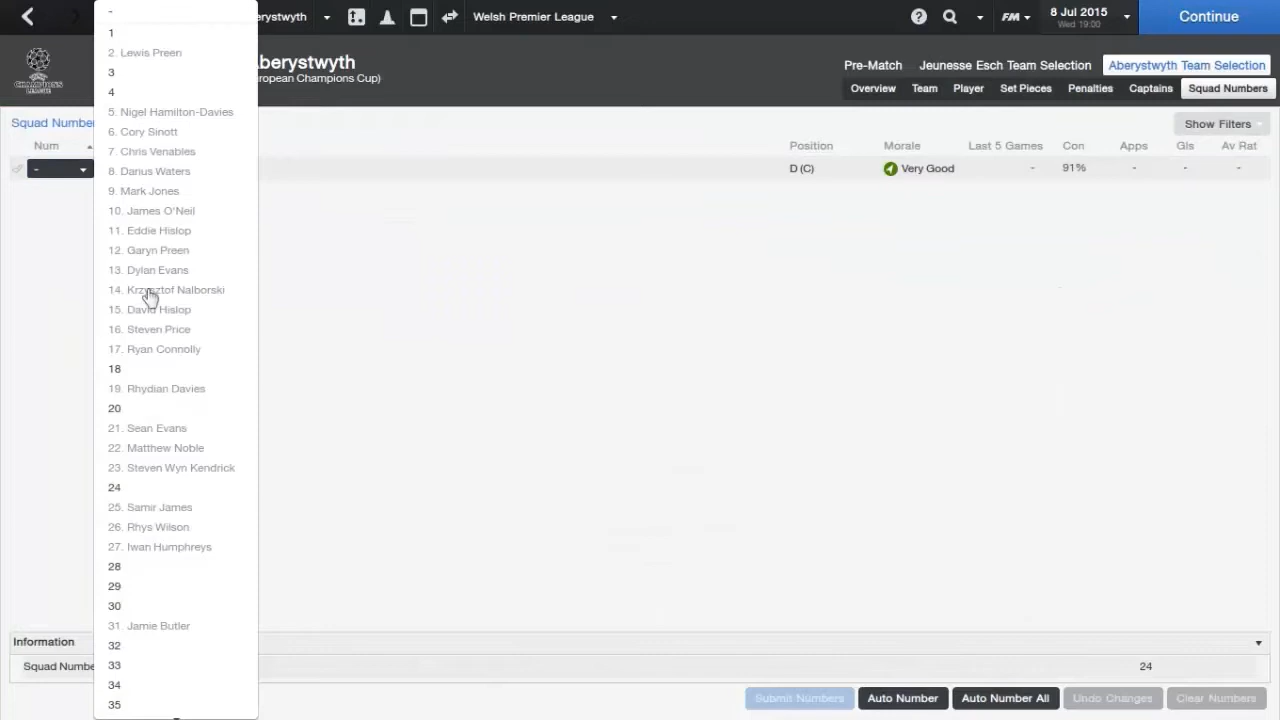 -
erystwyth
Welsh Premier League
FM
8 Jul 2015
Wed 19:00
Continue
CHAMPIONS
LEAGUE
berystwyth
ropean Champions Cup)
Pre-Match
Jeunesse Esch Team Selection
Aberystwyth Team Selection
Overview
Team
Player
Set Pieces
Penalties
Captains
Squad Numbers
Squad Number
Show Filters
Num
Position
Morale
Last 5 Games
Con
Apps
Gls
Av Rat
-
D (C)
Very Good
-
91%
-
-
-
1
2. Lewis Preen
3
4
5. Nigel Hamilton-Davies
6. Cory Sinott
7. Chris Venables
8. Darius Waters
9. Mark Jones
10. James O'Neil
11. Eddie Hislop
12. Garyn Preen
13. Dylan Evans
14. Krzysztof Nalborski
15. David Hislop
16. Steven Price
17. Ryan Connolly
18
19. Rhydian Davies
20
21. Sean Evans
22. Matthew Noble
23. Steven Wyn Kendrick
24
25. Samir James
26. Rhys Wilson
27. Iwan Humphreys
28
29
30
31. Jamie Butler
32
33
34
35
Information
Squad Numbe
24
Submit Numbers
Auto Number
Auto Number All
Undo Changes
Clear Numbers